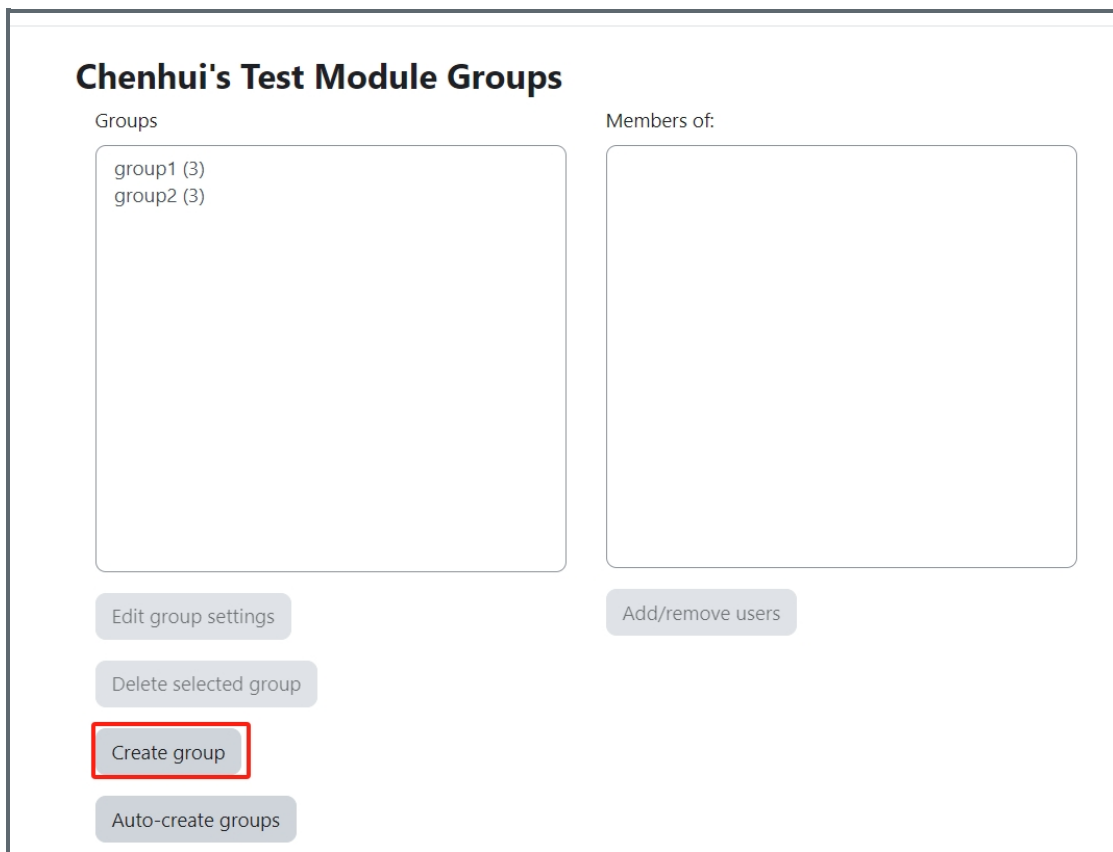 Chenhui's Test Module Groups
Groups
Members of:
group1 (3)
group2 (3)
Edit group settings
Add/remove users
Delete selected group
Create group
Auto-create groups